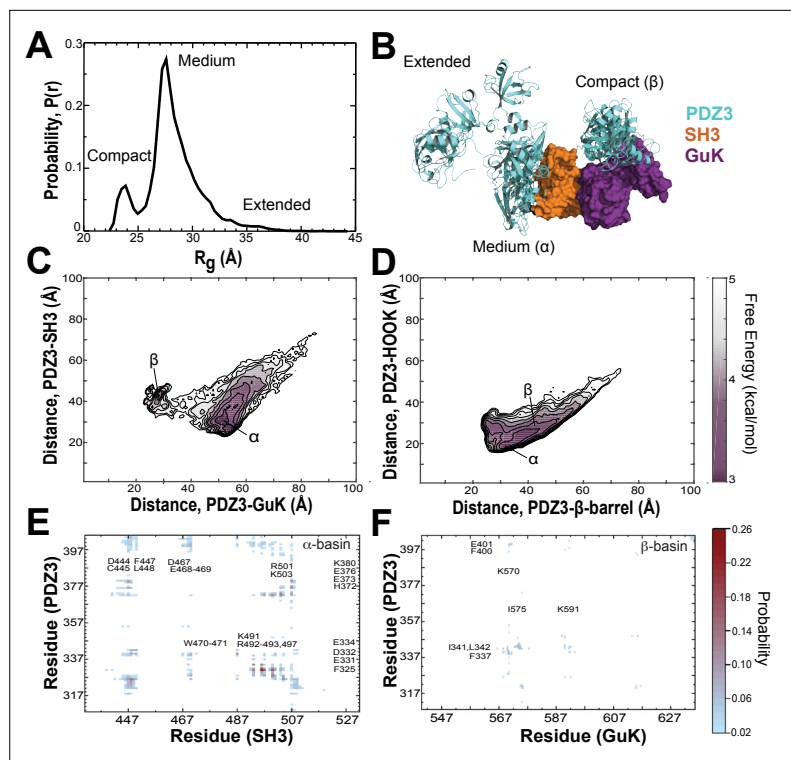 A
0.3
0.2
0.1
0
Probability, P(r)
Medium
Compact
Extended
20 25 30 35 40 45
Rg (Å)
B
Extended
Compact (β)
PDZ3
SH3
GuK
Medium (α)
C
100
80
60
40
20
Distance, PDZ3-SH3 (Å)
β
α
20 40 60 80 100
Distance, PDZ3-GuK (Å)
D
100
80
60
40
20
Distance, PDZ3-HOOK (Å)
β
α
20 40 60 80 100
Distance, PDZ3-β-barrel (Å)
5
4
3
Free Energy (kcal/mol)
E
α-basin
397
377
357
337
317
Residue (PDZ3)
D444 F447
C445 L448
D467
E468-469
R501
K503
K380
E376
E373
H372
W470-471
K491
R492-493,497
E334
D332
E331
F325
447 467 487 507 527
Residue (SH3)
F
β-basin
397
377
357
337
317
Residue (PDZ3)
E401
F400
K570
I575
K591
I341,L342
F337
547 567 587 607 627
Residue (GuK)
0.26
0.22
0.16
0.14
0.10
0.06
0.02
Probability